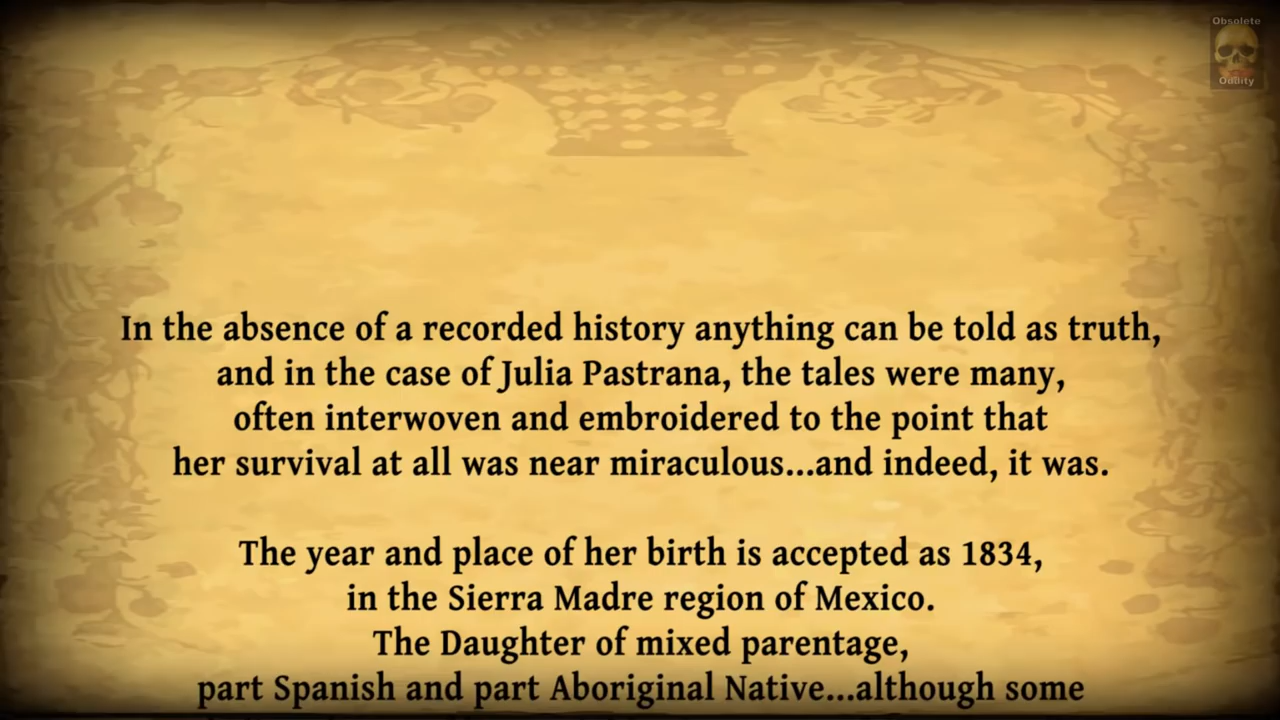 Obsolete
Oddity
In the absence of a recorded history anything can be told as truth,
and in the case of Julia Pastrana, the tales were many,
often interwoven and embroidered to the point that
her survival at all was near miraculous...and indeed, it was.
The year and place of her birth is accepted as 1834,
in the Sierra Madre region of Mexico.
The Daughter of mixed parentage,
part Spanish and part Aboriginal Native...although some